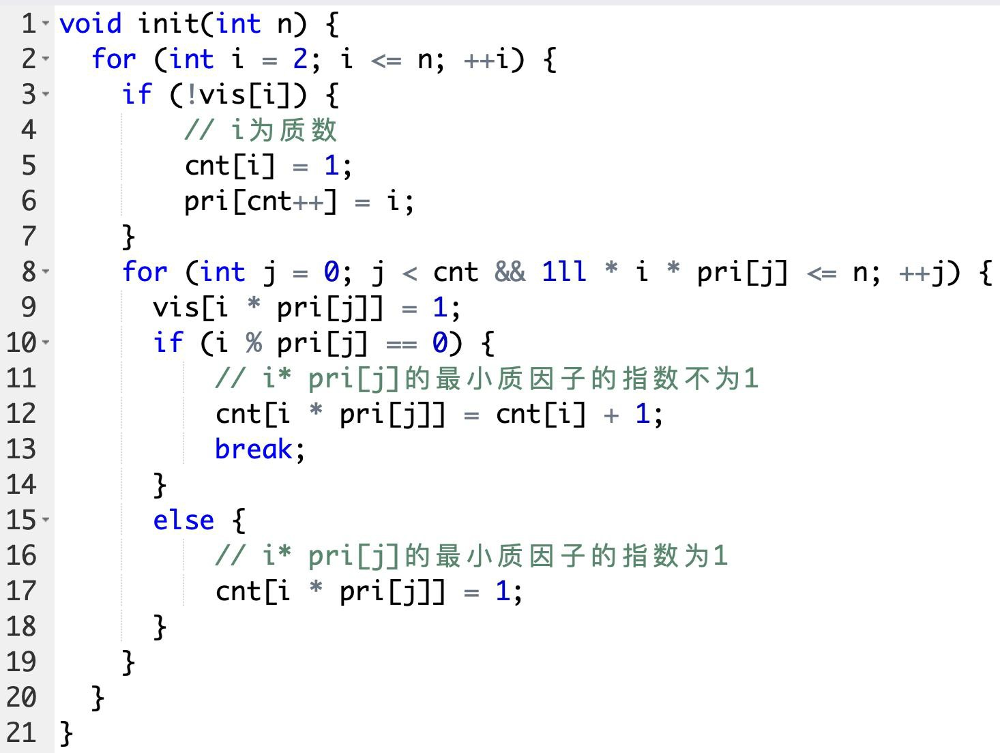 1 void init(int n) {
2   for (int i = 2; i <= n; ++i) {
3     if (!vis[i]) {
4         // i为质数
5         cnt[i] = 1;
6         pri[cnt++] = i;
7     }
8     for (int j = 0; j < cnt && 1ll * i * pri[j] <= n; ++j) {
9       vis[i * pri[j]] = 1;
10       if (i % pri[j] == 0) {
11           // i* pri[j]的最小质因子的指数不为1
12           cnt[i * pri[j]] = cnt[i] + 1;
13           break;
14       }
15       else {
16           // i* pri[j]的最小质因子的指数为1
17           cnt[i * pri[j]] = 1;
18       }
19     }
20   }
21 }